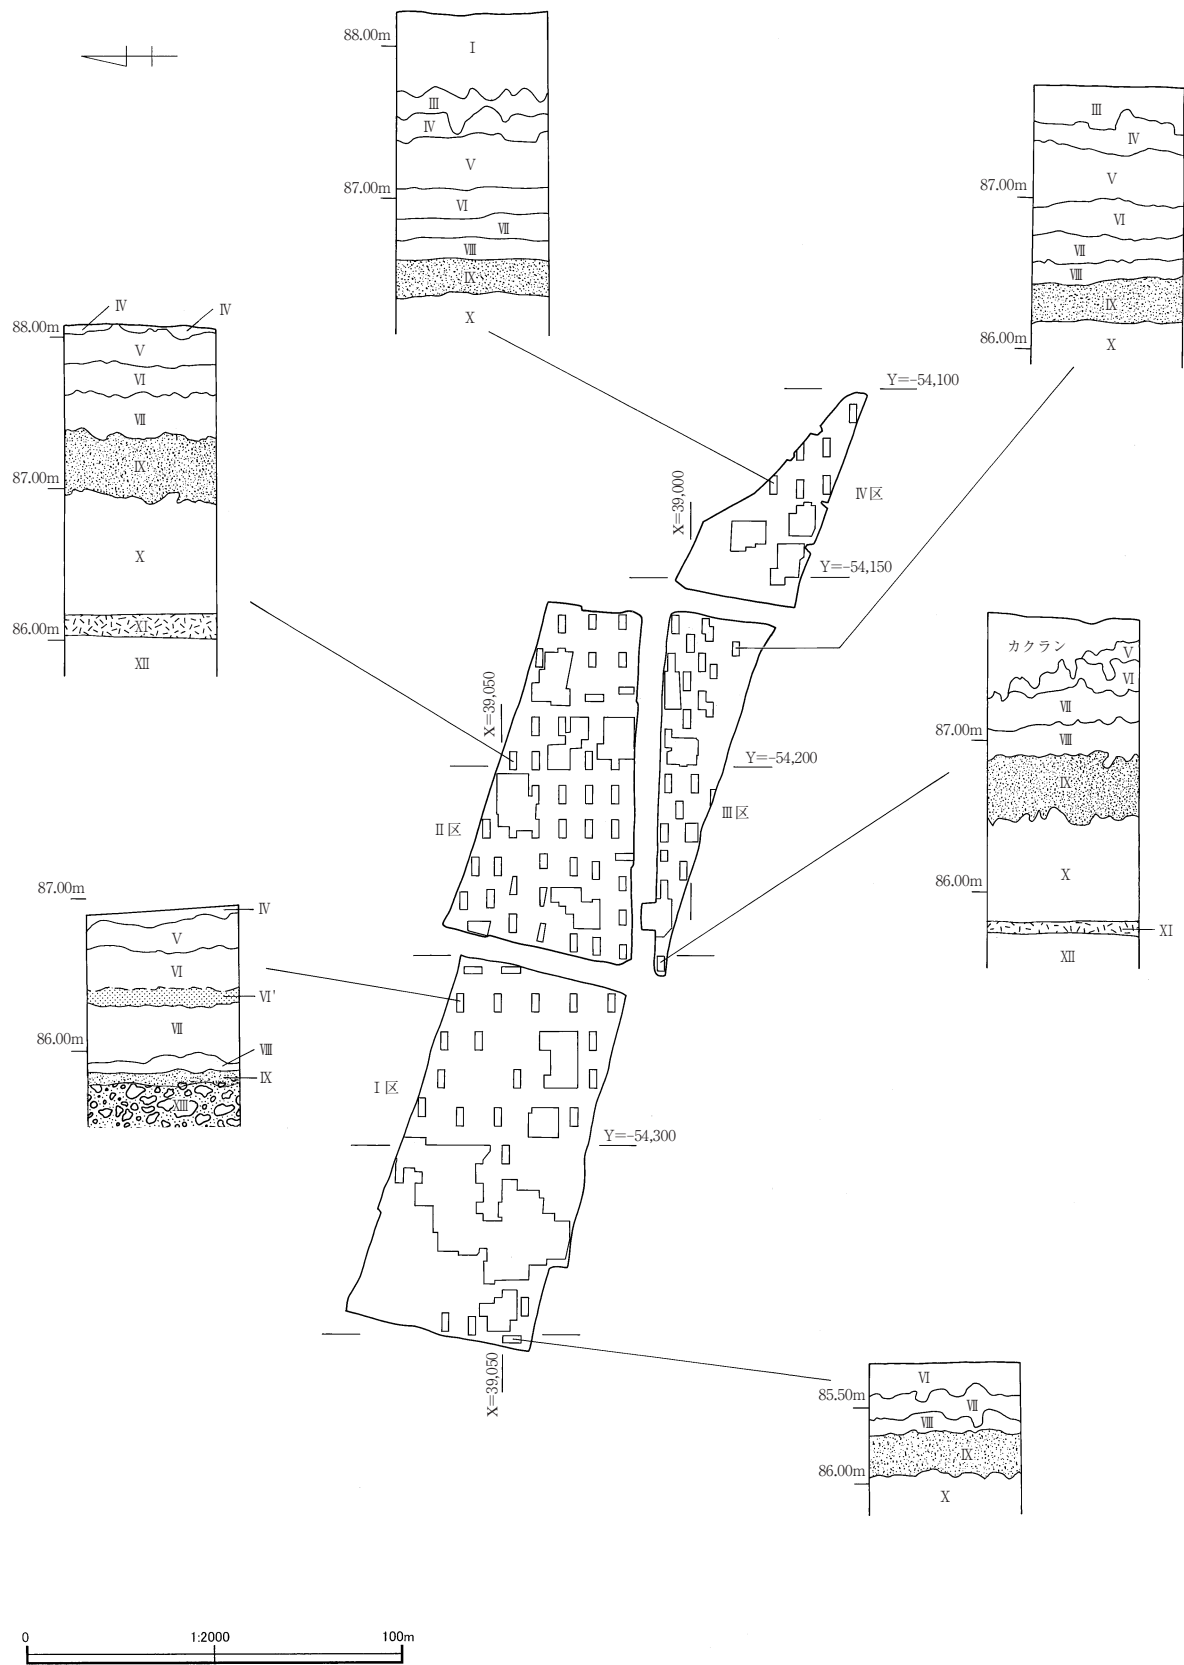 88.00m
I
III
IV
V
87.00m
VI
VII
VIII
IX
X
III
IV
V
87.00m
VI
VII
VIII
IX
86.00m
X
IV
IV
88.00m
V
VI
VII
IX
87.00m
X
XI
86.00m
XII
Y=-54,100
X=39,000
IV区
Y=-54,150
X=39,050
Y=-54,200
II区
III区
カクラン
V
VI
VII
87.00m
VIII
IX
X
86.00m
XI
XII
87.00m
IV
V
VI
VI'
VII
86.00m
VIII
IX
XIII
I区
Y=-54,300
X=39,050
VI
85.50m
VII
VIII
IX
86.00m
X
0
1:2000
100m